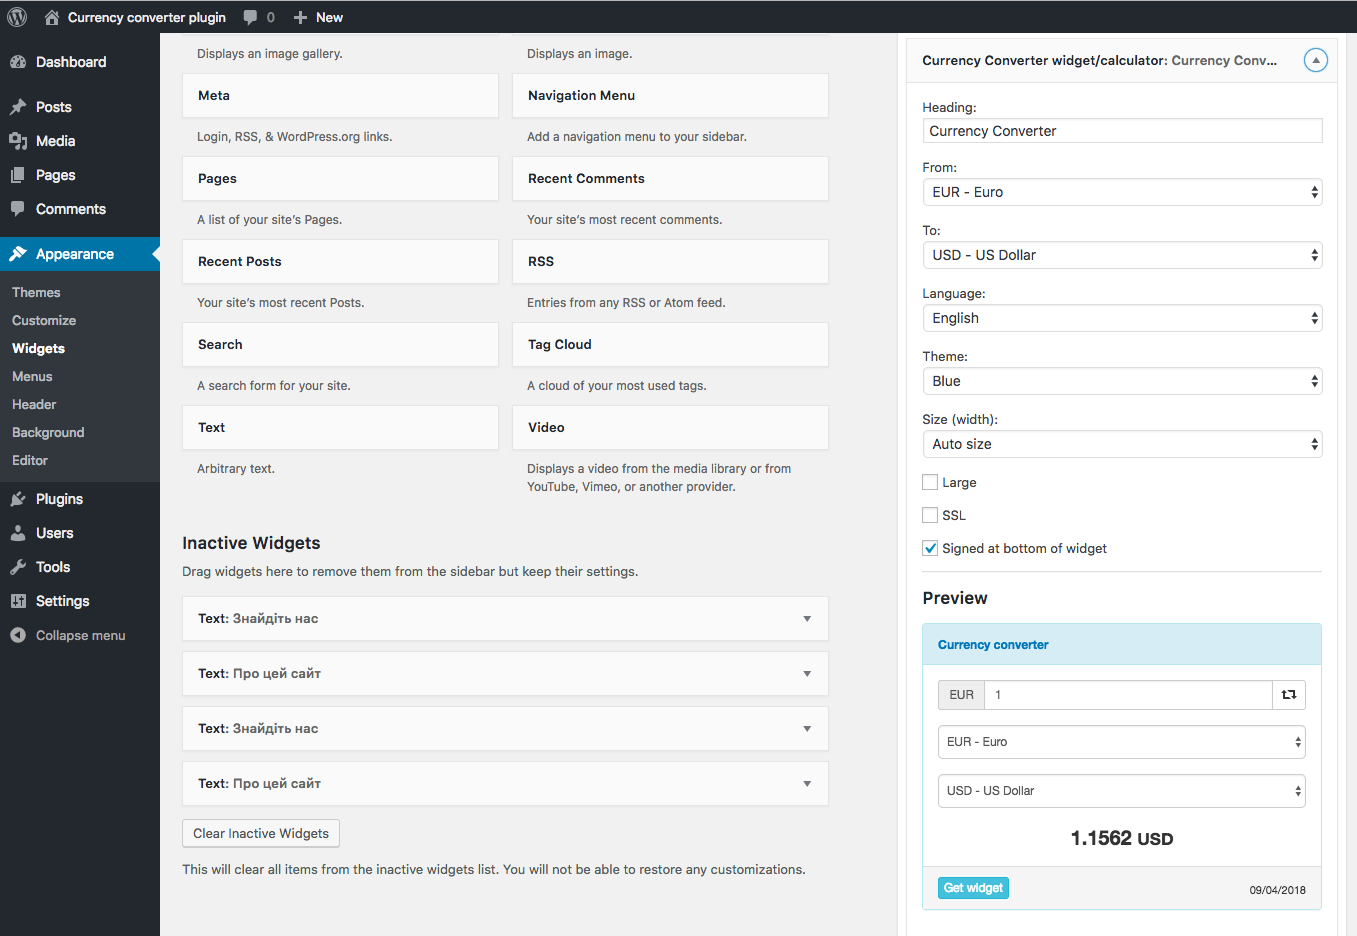 Currency converter plugin 0 New
Dashboard
Posts
Media
Pages
Comments
Appearance
Themes
Customize
Widgets
Menus
Header
Background
Editor
Plugins
Users
Tools
Settings
Collapse menu
Displays an image gallery.
Displays an image.
Meta
Navigation Menu
Login, RSS, & WordPress.org links.
Add a navigation menu to your sidebar.
Pages
Recent Comments
A list of your site’s Pages.
Your site’s most recent comments.
Recent Posts
RSS
Your site’s most recent Posts.
Entries from any RSS or Atom feed.
Search
Tag Cloud
A search form for your site.
A cloud of your most used tags.
Text
Video
Arbitrary text.
Displays a video from the media library or from
YouTube, Vimeo, or another provider.
Inactive Widgets
Drag widgets here to remove them from the sidebar but keep their settings.
Text: Знайдіть нас
Text: Про цей сайт
Text: Знайдіть нас
Text: Про цей сайт
Clear Inactive Widgets
This will clear all items from the inactive widgets list. You will not be able to restore any customizations.
Currency Converter widget/calculator: Currency Conv...
Heading:
Currency Converter
From:
EUR - Euro
To:
USD - US Dollar
Language:
English
Theme:
Blue
Size (width):
Auto size
Large
SSL
Signed at bottom of widget
Preview
Currency converter
EUR 1
EUR - Euro
USD - US Dollar
1.1562 USD
Get widget 09/04/2018